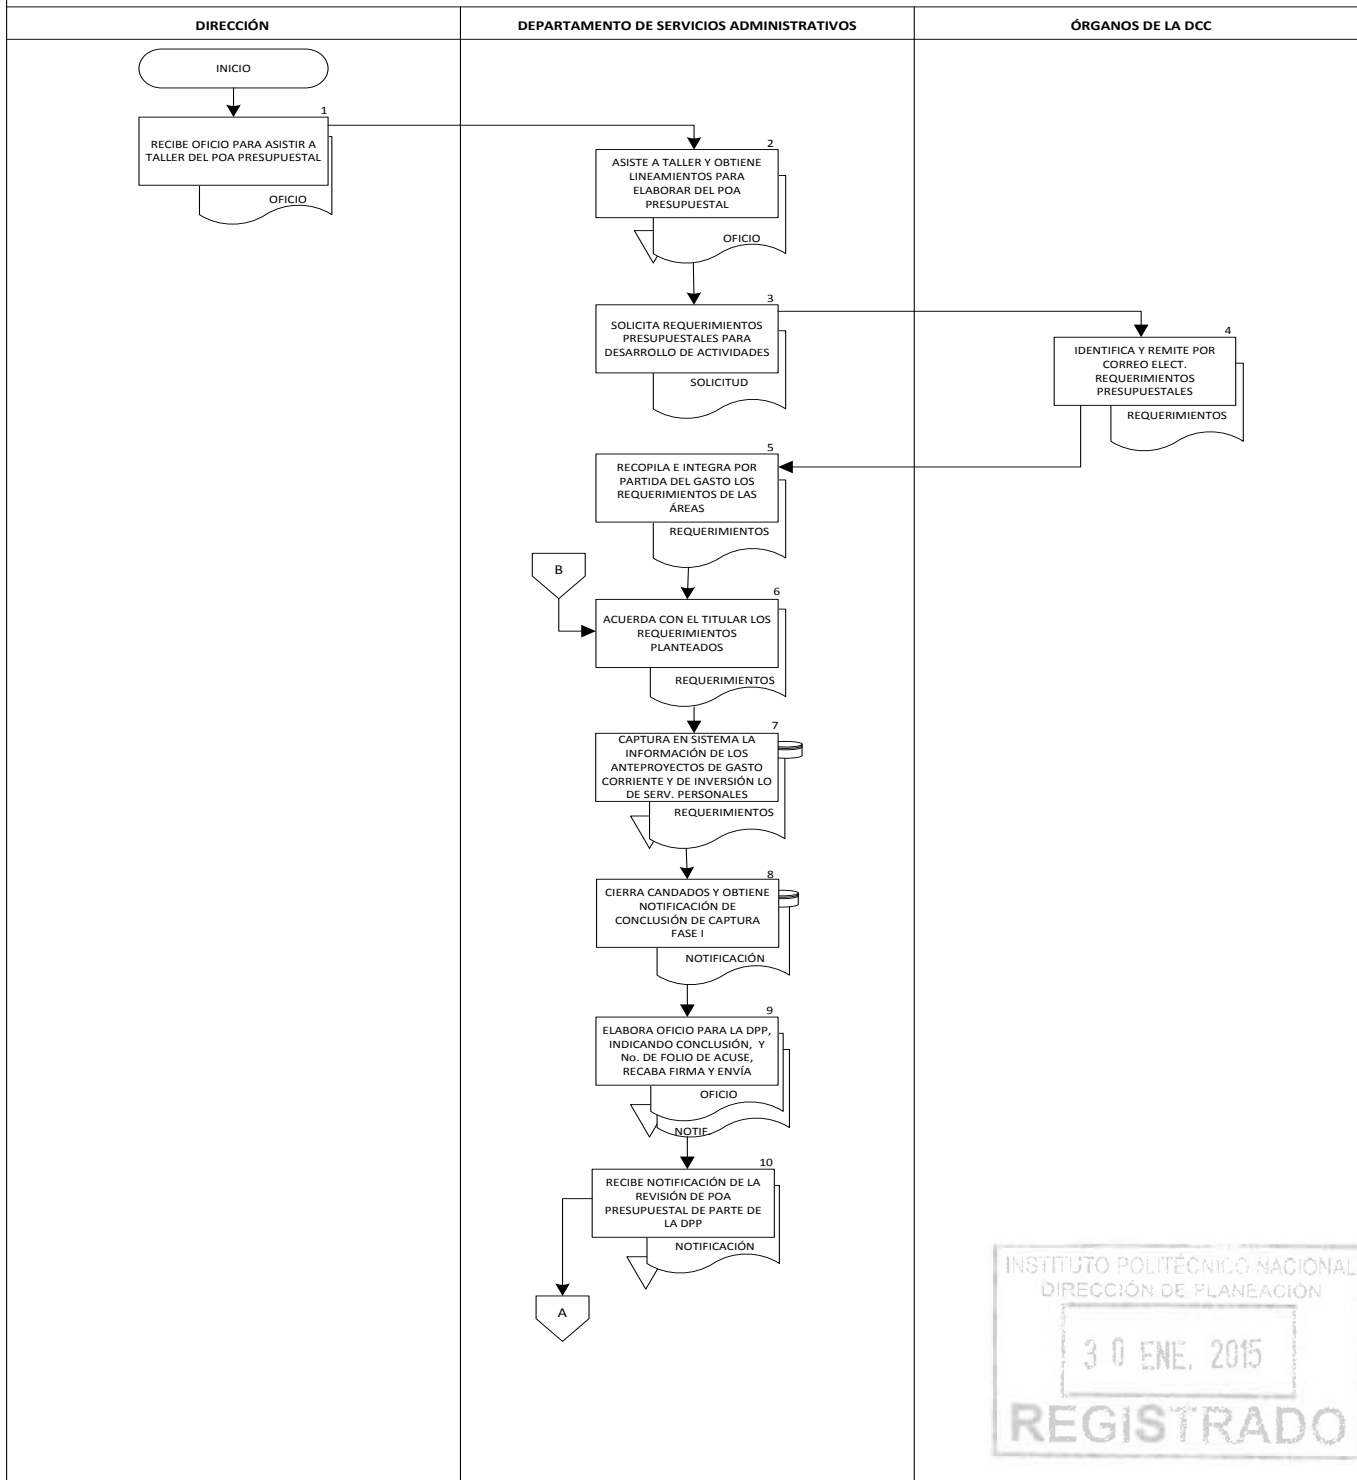 DIRECCIÓN
DEPARTAMENTO DE SERVICIOS ADMINISTRATIVOS
ÓRGANOS DE LA DCC
INICIO
1
RECIBE OFICIO PARA ASISTIR A
TALLER DEL POA PRESUPUESTAL
OFICIO
2
ASISTE A TALLER Y OBTIENE
LINEAMIENTOS PARA
ELABORAR DEL POA
PRESUPUESTAL
OFICIO
3
SOLICITA REQUERIMIENTOS
PRESUPUESTALES PARA
DESARROLLO DE ACTIVIDADES
SOLICITUD
4
IDENTIFICA Y REMITE POR
CORREO ELECT.
REQUERIMIENTOS
PRESUPUESTALES
REQUERIMIENTOS
5
RECOPILA E INTEGRA POR
PARTIDA DEL GASTO LOS
REQUERIMIENTOS DE LAS
ÁREAS
REQUERIMIENTOS
B
6
ACUERDA CON EL TITULAR LOS
REQUERIMIENTOS
PLANTEADOS
REQUERIMIENTOS
7
CAPTURA EN SISTEMA LA
INFORMACIÓN DE LOS
ANTEPROYECTOS DE GASTO
CORRIENTE Y DE INVERSIÓN LO
DE SERV. PERSONALES
REQUERIMIENTOS
8
CIERRA CANDADOS Y OBTIENE
NOTIFICACIÓN DE
CONCLUSIÓN DE CAPTURA
FASE I
NOTIFICACIÓN
9
ELABORA OFICIO PARA LA DPP,
INDICANDO CONCLUSIÓN, Y
No. DE FOLIO DE ACUSE,
RECABA FIRMA Y ENVÍA
OFICIO
NOTIF.
10
RECIBE NOTIFICACIÓN DE LA
REVISIÓN DE POA
PRESUPUESTAL DE PARTE DE
LA DPP
NOTIFICACIÓN
A
INSTITUTO POLITÉCNICO NACIONAL
DIRECCIÓN DE PLANEACIÓN
30 ENE. 2015
REGISTRADO